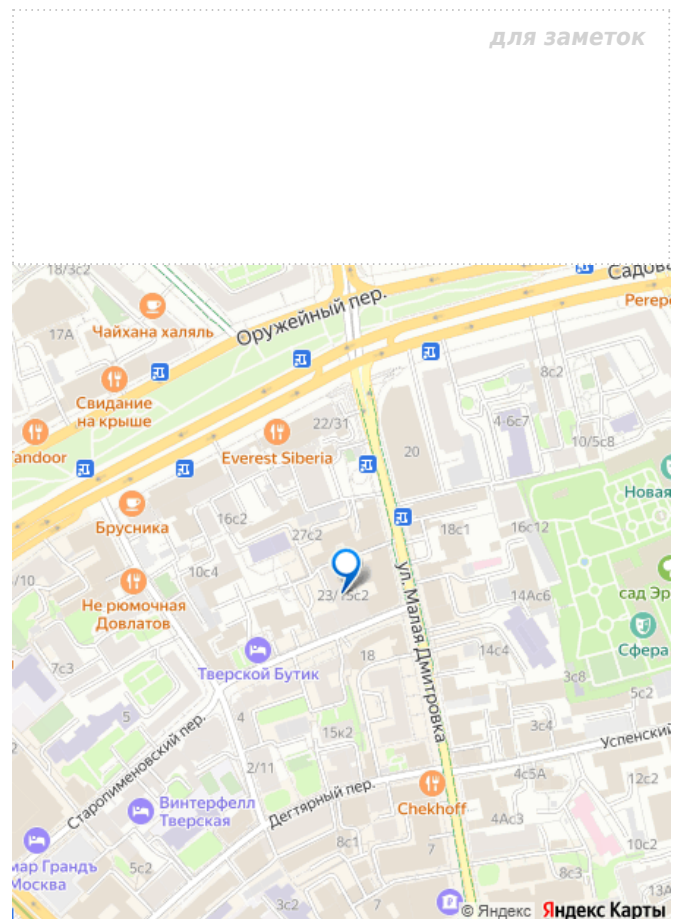 для заметок
18/3с2
Садова
Оружейный пер.
Чайхана халяль
17А
Свидание
на крыше
8с2
22/31
4-6с7
20
10/5с8
andoor
Everest Siberia
Новая
Брусника
16с2
27с2
18с1
16с12
10с4
/10
Не рюмочная
Довлатов
23/15с2
ул. Малая Дмитровка
14Ас6
сад Эр
Сфера
Тверской Бутик
18
14с4
7с3
3с8
5с2
5
4
15к2
3с4
Успенский
Старопименовский пер.
2/11
4с5А
12с2
Дегтярный пер.
Винтерфелл
Тверская
Chekhoff
4Ас3
8с1
7
10с2
мар Грандъ
Москва
5с2
8с3
13А
3с2
© Яндекс Яндекс Карты